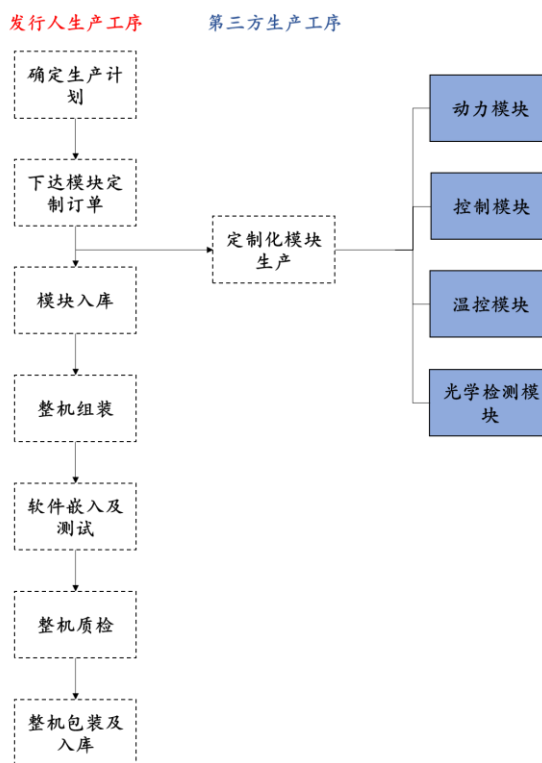 发行人生产工序
第三方生产工序
确定生产计
划
下达模块定
制订单
模块入库
整机组装
软件嵌入及
测试
整机质检
整机包装及
入库
定制化模块
生产
动力模块
控制模块
温控模块
光学检测模
块